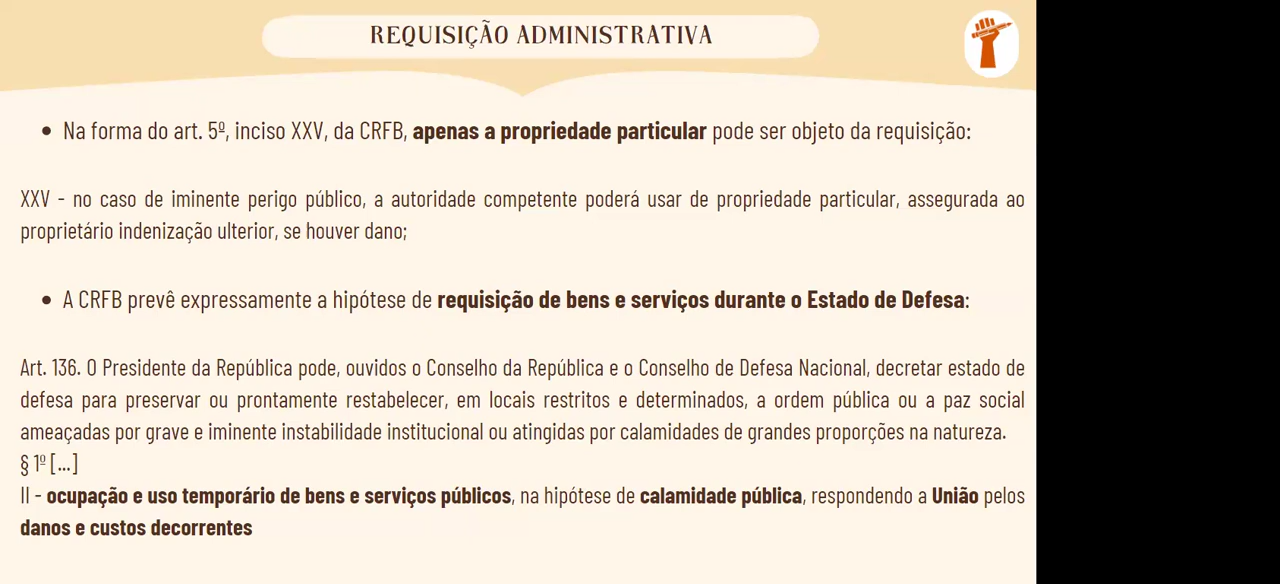 REQUISIÇÃO ADMINISTRATIVA
• Na forma do art. 5º, inciso XXV, da CRFB, apenas a propriedade particular pode ser objeto da requisição:
XXV - no caso de iminente perigo público, a autoridade competente poderá usar de propriedade particular, assegurada ao
proprietário indenização ulterior, se houver dano;
• A CRFB prevê expressamente a hipótese de requisição de bens e serviços durante o Estado de Defesa:
Art. 136. O Presidente da República pode, ouvidos o Conselho da República e o Conselho de Defesa Nacional, decretar estado de
defesa para preservar ou prontamente restabelecer, em locais restritos e determinados, a ordem pública ou a paz social
ameaçadas por grave e iminente instabilidade institucional ou atingidas por calamidades de grandes proporções na natureza.
§ 1º [...]
II - ocupação e uso temporário de bens e serviços públicos, na hipótese de calamidade pública, respondendo a União pelos
danos e custos decorrentes